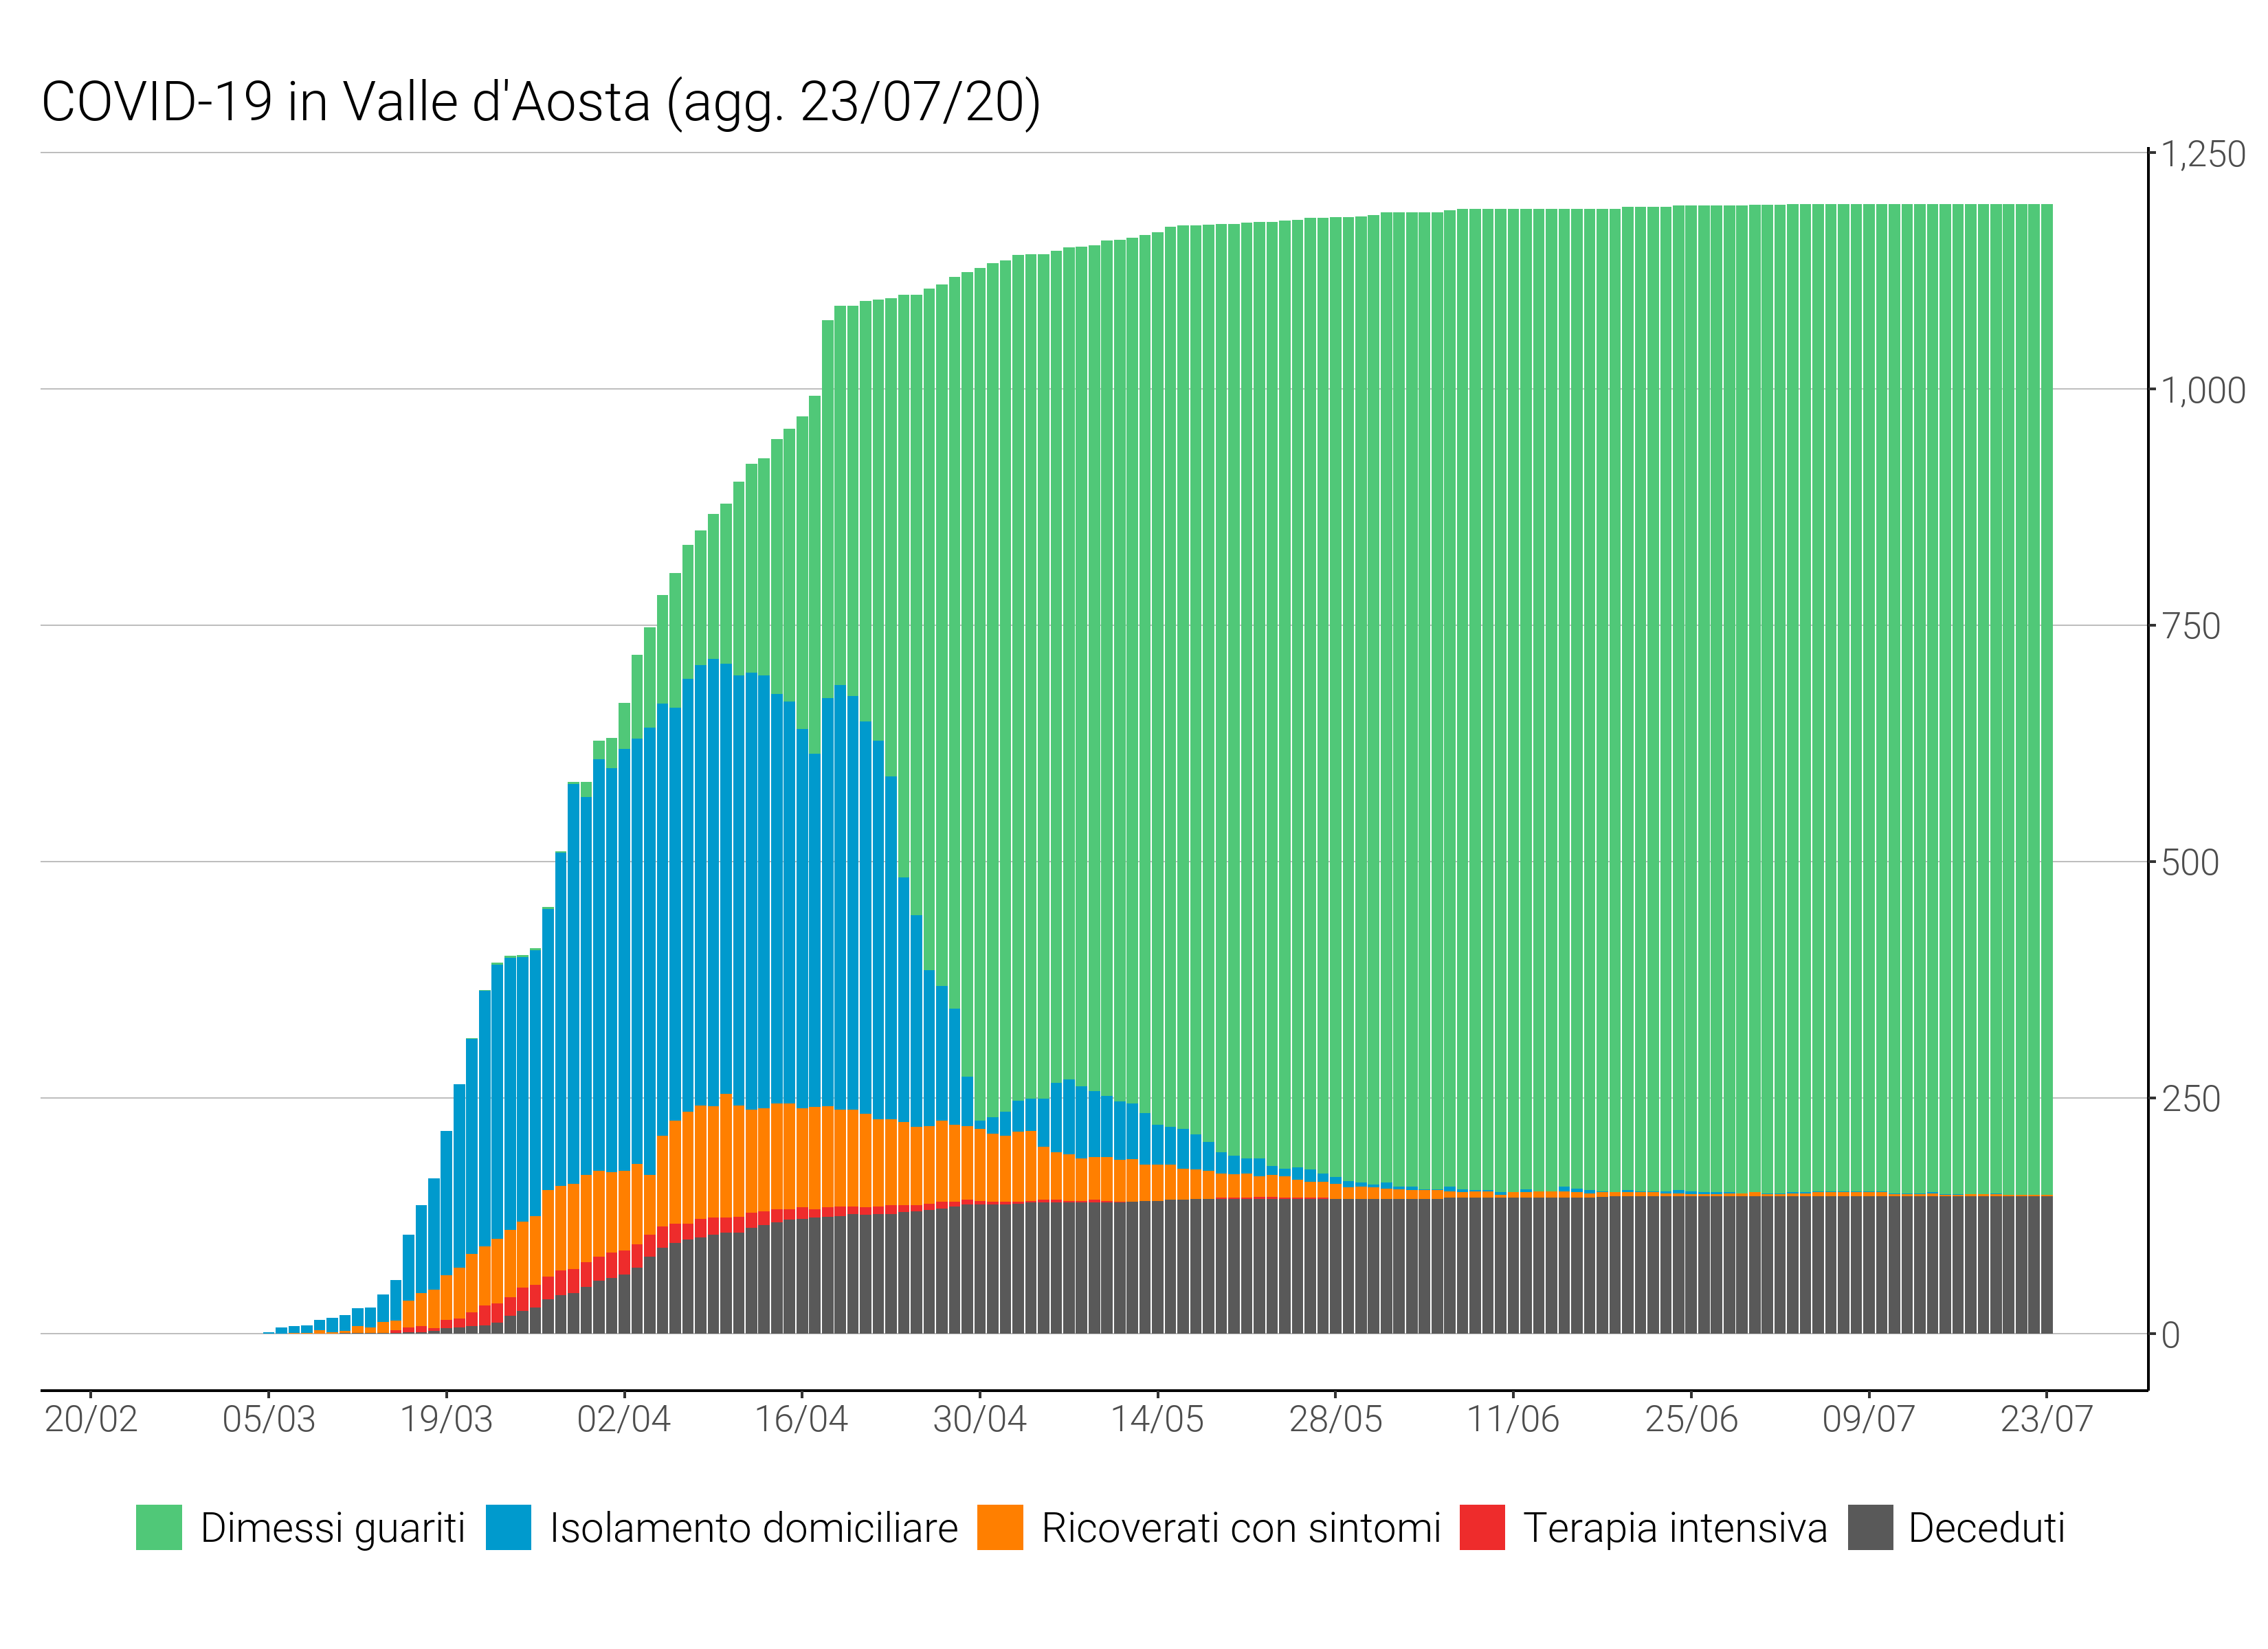 COVID-19 in Valle d'Aosta (agg. 23/07/20)
1,250
1,000
750
500
250
0
20/02 05/03 19/03 02/04 16/04 30/04 14/05 28/05 11/06 25/06 09/07 23/07
Dimessi guariti Isolamento domiciliare Ricoverati con sintomi Terapia intensiva Deceduti